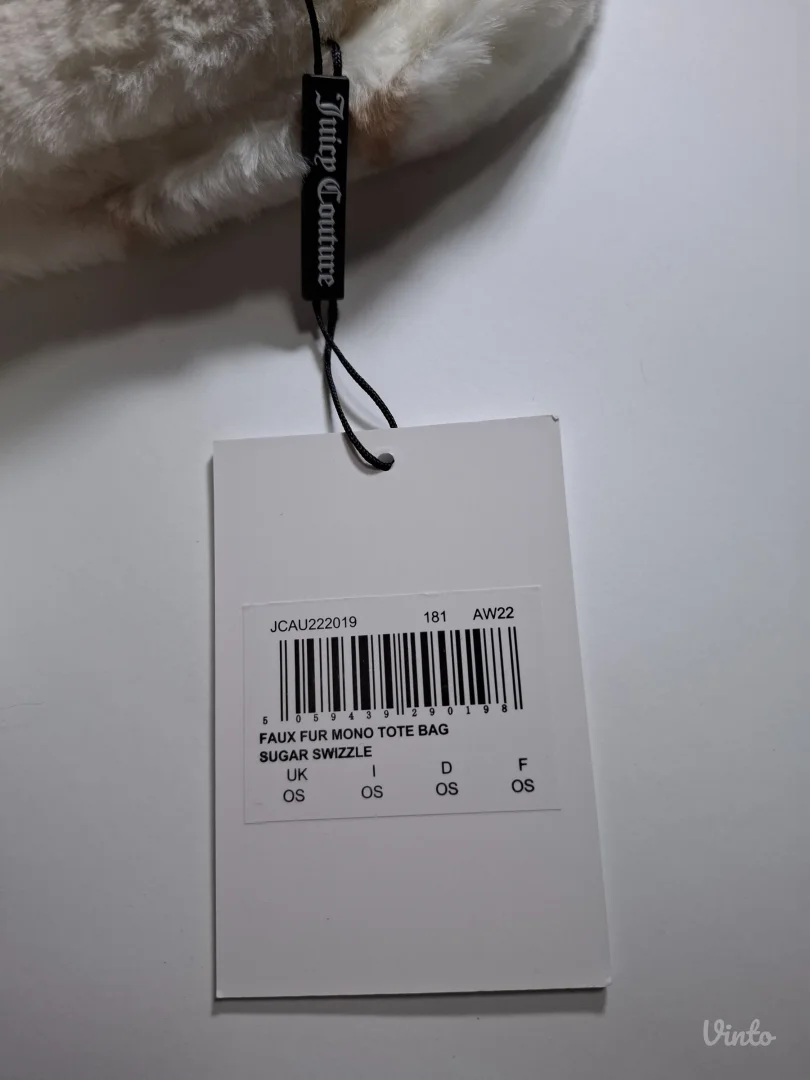 Juicy Couture
JCAU222019 181 AW22
5 059439 290198
FAUX FUR MONO TOTE BAG
SUGAR SWIZZLE
UK I D F
OS OS OS OS
Vinto